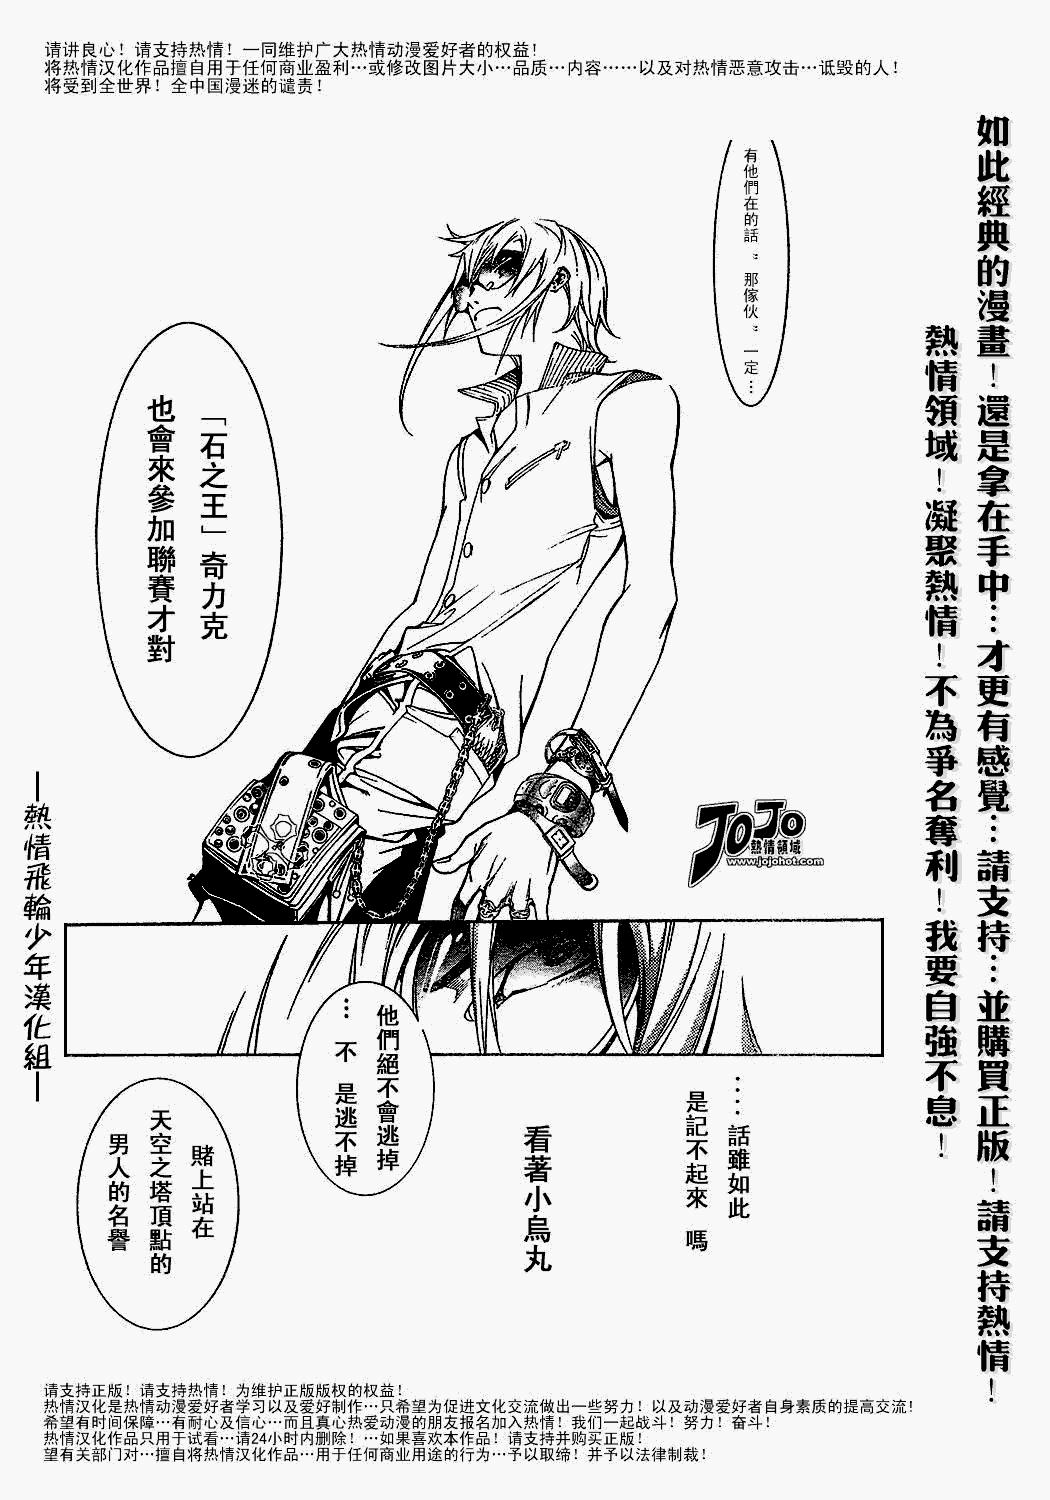 请讲良心！请支持热情！一同维护广大热情动漫爱好者的权益！
将热情汉化作品擅自用于任何商业盈利…或修改图片大小…品质…内容……以及对热情恶意攻击…诋毁的人！
将受到全世界！全中国漫迷的谴责！
如此經典的漫畫！還是拿在手中…才更有感覺…請支持…並購買正版！請支持熱情！
熱情領域！凝聚熱情！不為爭名奪利！我要自強不息！
有他們在的話〝那傢伙〞一定…
「石之王」奇力克
也會來參加聯賽才對
JOJO
熱情領域
www.jojohot.com
—熱情飛輪少年漢化組—
‥‥話雖如此
是記不起來 嗎
看著小烏丸
他們絕不會逃掉
… 不 是逃不掉
賭上站在
天空之塔頂點的
男人的名譽
请支持正版！请支持热情！为维护正版版权的权益！
热情汉化是热情动漫爱好者学习以及爱好制作…只希望为促进文化交流做出一些努力！以及动漫爱好者自身素质的提高交流！
希望有时间保障…有耐心及信心…而且真心热爱动漫的朋友报名加入热情！我们一起战斗！努力！奋斗！
热情汉化作品只用于试看…请24小时内删除！…如果喜欢本作品！请支持并购买正版！
望有关部门对…擅自将热情汉化作品…用于任何商业用途的行为…予以取缔！并予以法律制裁！